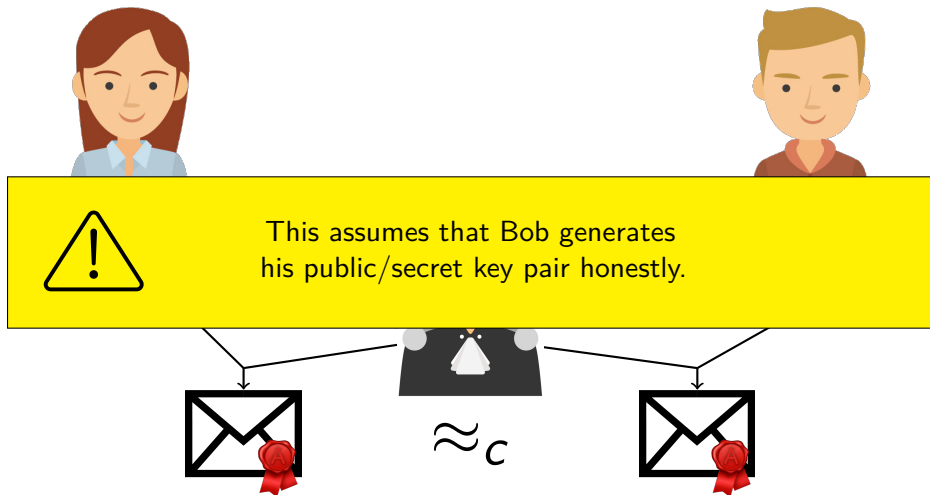 This assumes that Bob generates
his public/secret key pair honestly.
≈c
A
A